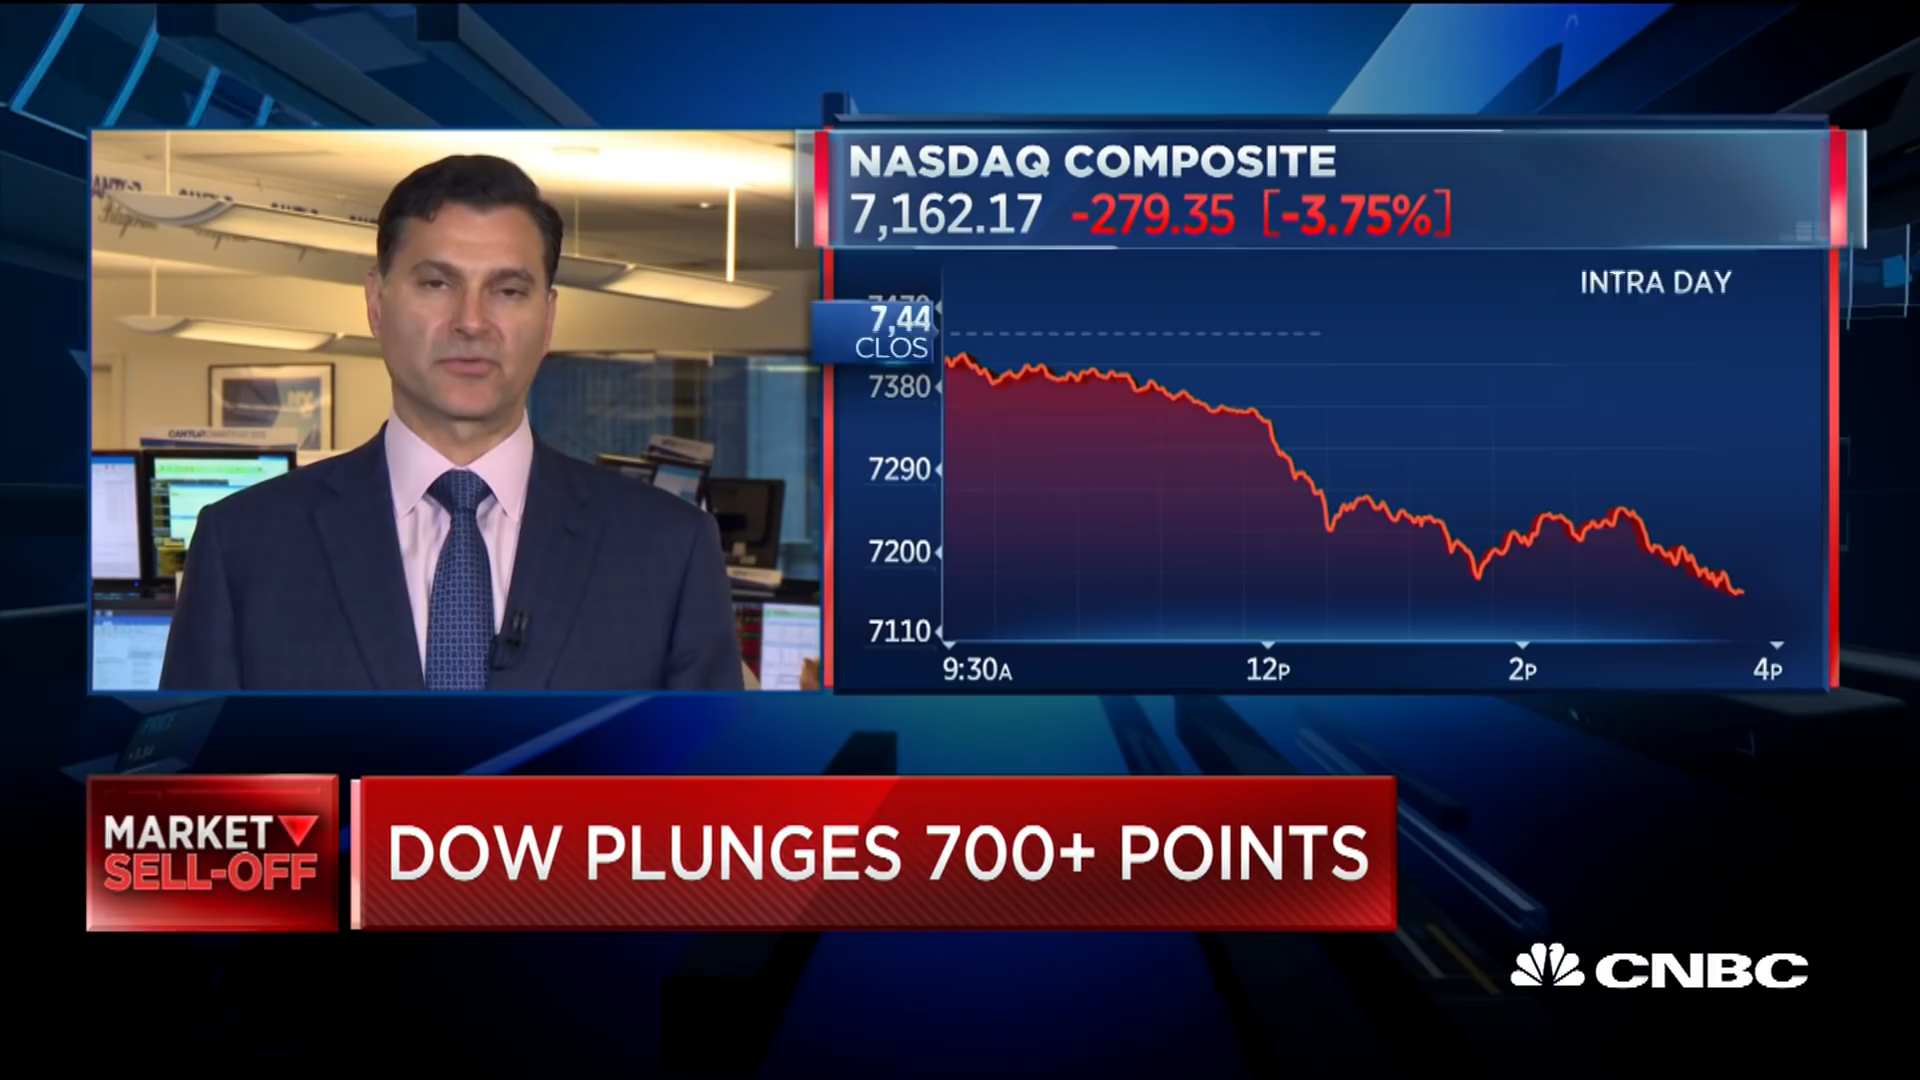 NASDAQ COMPOSITE
7,162.17 -279.35 [-3.75%]
INTRA DAY
7,44
CLOS
7380
7290
7200
7110
9:30A 12P 2P 4P
MARKET
SELL-OFF
DOW PLUNGES 700+ POINTS
CNBC